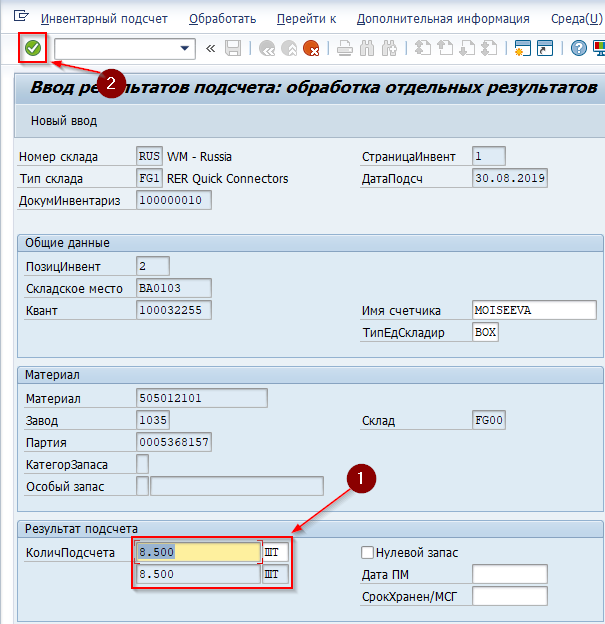 Инвентарный подсчет Обработать Перейти к Дополнительная информация Среда(U)
2
Ввод результатов подсчета: обработка отдельных результатов
Новый ввод
Номер склада RUS WM - Russia СтраницаИнвент 1
Тип склада FG1 RER Quick Connectors ДатаПодсч 30.08.2019
ДокумИнвентариз 100000010
Общие данные
ПозицИнвент 2
Складское место BA0103
Квант 100032255 Имя счетчика MOISEEVA
ТипЕдСкладир BOX
Материал
Материал 505012101
Завод 1035 Склад FG00
Партия 0005368157
КатегорЗапаса
Особый запас
1
Результат подсчета
КоличПодсчета 8.500 ШТ Нулевой запас
8.500 ШТ Дата ПМ
СрокХранен/МСГ